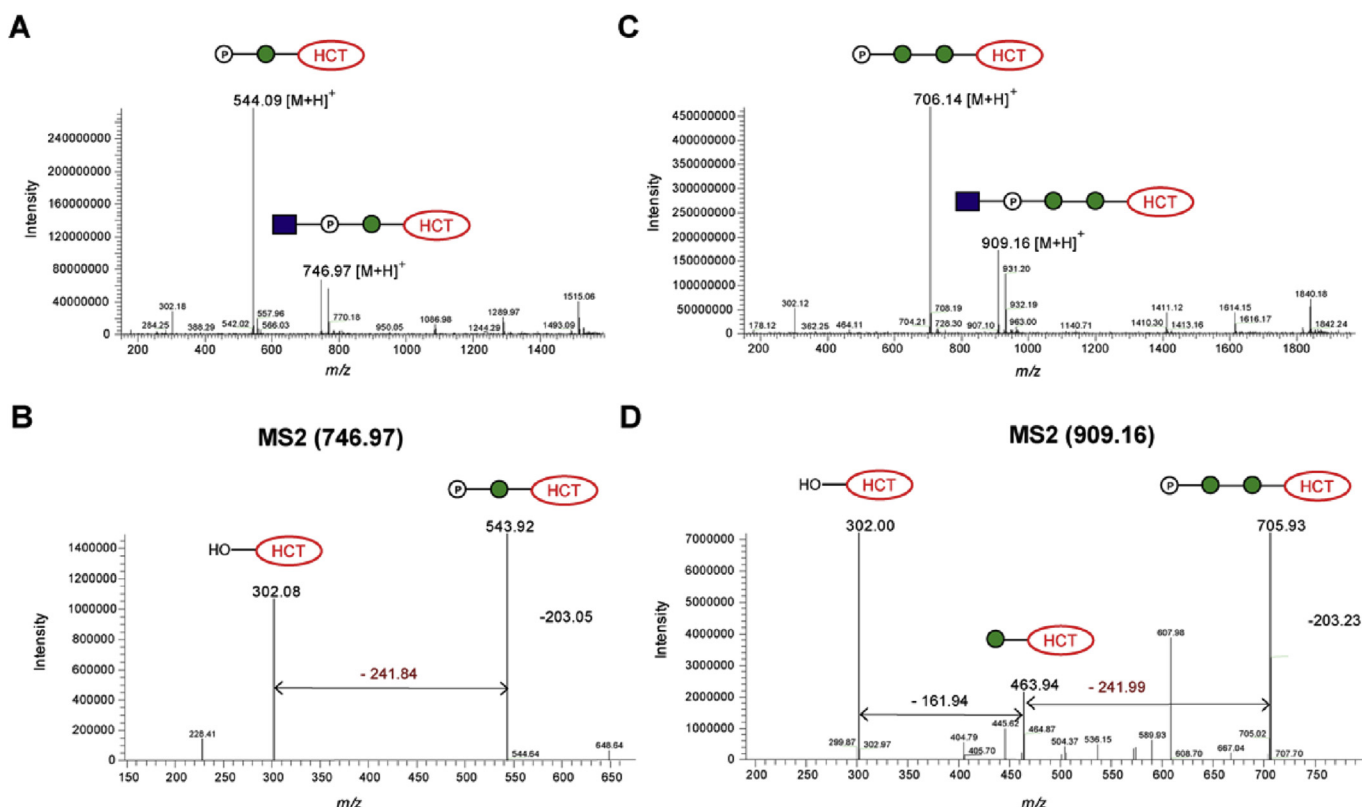 A
P HCT
544.09 [M+H]+
240000000
200000000
160000000
120000000
80000000
40000000
0
Intensity
P HCT
746.97 [M+H]+
302.18
284.25
388.29
542.02
557.96
566.03
770.18
950.05
1086.98
1244.29
1289.97
1493.09
1515.06
200 400 600 800 1000 1200 1400
m/z
C
P HCT
706.14 [M+H]+
450000000
400000000
350000000
300000000
250000000
200000000
150000000
100000000
50000000
0
Intensity
P HCT
909.16 [M+H]+
931.20
302.12
178.12
362.25
464.11
704.21
708.19
728.30
907.10
932.19
963.00
1140.71
1411.12
1410.30
1413.16
1614.15
1616.17
1840.18
1842.24
200 400 600 800 1000 1200 1400 1600 1800
m/z
B
MS2 (746.97)
P HCT
543.92
HO HCT
302.08
-203.05
- 241.84
1400000
1200000
1000000
800000
600000
400000
200000
0
Intensity
228.41
544.64
648.64
150 200 250 300 350 400 450 500 550 600 650
m/z
D
MS2 (909.16)
HO HCT
302.00
P HCT
705.93
-203.23
HCT
463.94
607.98
- 161.94
- 241.99
7000000
6000000
5000000
4000000
3000000
2000000
1000000
0
Intensity
299.87
302.97
404.79
405.70
445.62
464.87
504.37
536.15
589.93
608.70
667.04
705.02
707.70
200 250 300 350 400 450 500 550 600 650 700 750
m/z